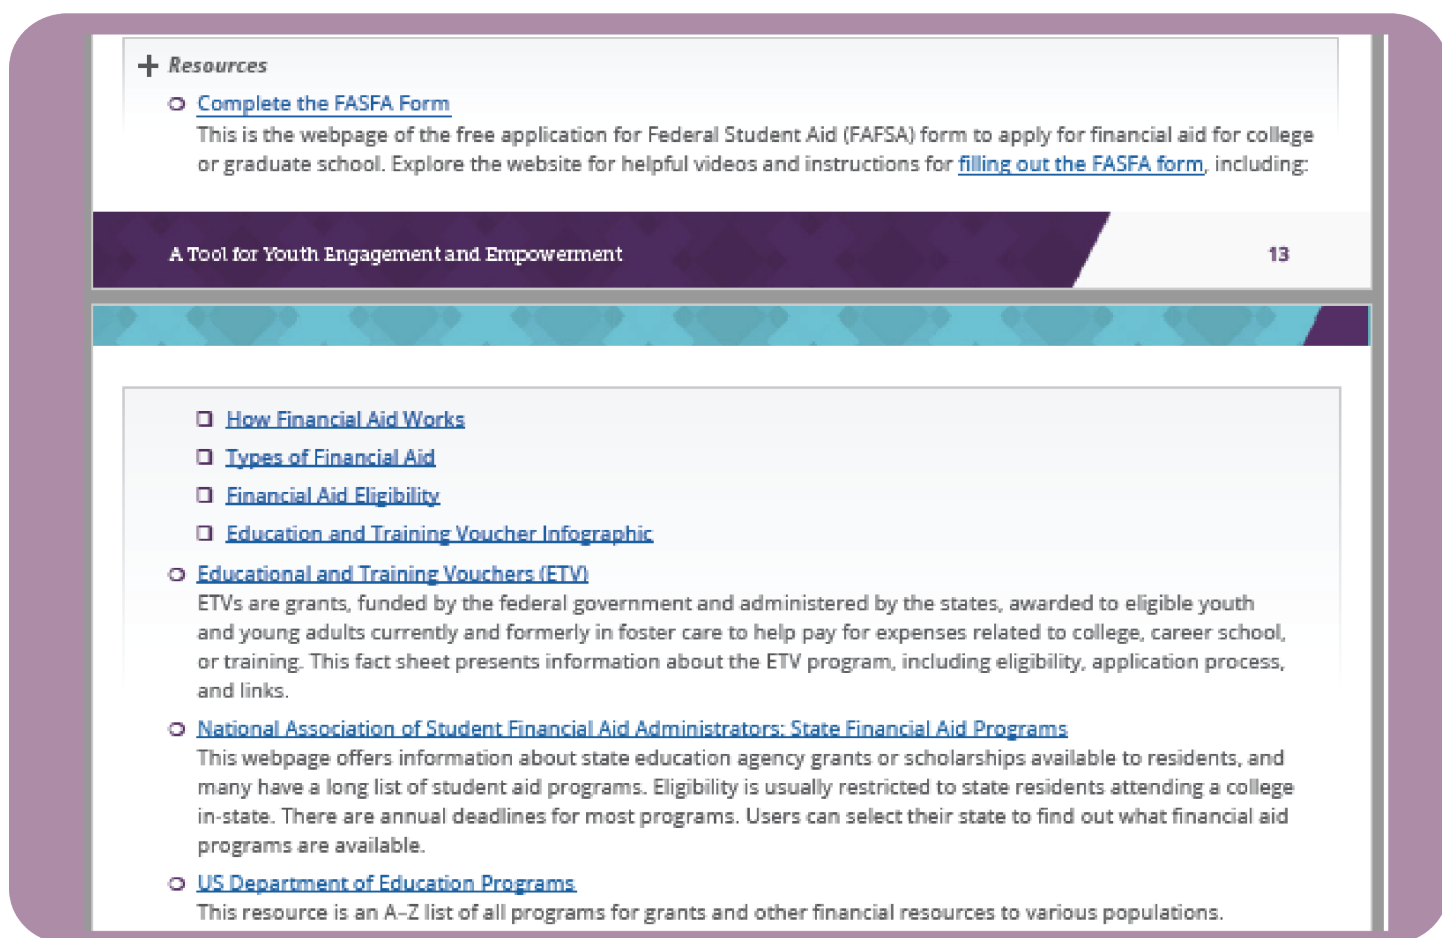 Resources
Complete the FASFA Form
This is the webpage of the free application for Federal Student Aid (FAFSA) form to apply for financial aid for college
or graduate school. Explore the website for helpful videos and instructions for filling out the FASFA form, including:
A Tool for Youth Engagement and Empowerment
13
How Financial Aid Works
Types of Financial Aid
Financial Aid Eligibility
Education and Training Voucher Infographic
Educational and Training Vouchers (ETV)
ETVs are grants, funded by the federal government and administered by the states, awarded to eligible youth
and young adults currently and formerly in foster care to help pay for expenses related to college, career school,
or training. This fact sheet presents information about the ETV program, including eligibility, application process,
and links.
National Association of Student Financial Aid Administrators: State Financial Aid Programs
This webpage offers information about state education agency grants or scholarships available to residents, and
many have a long list of student aid programs. Eligibility is usually restricted to state residents attending a college
in-state. There are annual deadlines for most programs. Users can select their state to find out what financial aid
programs are available.
US Department of Education Programs
This resource is an A–Z list of all programs for grants and other financial resources to various populations.